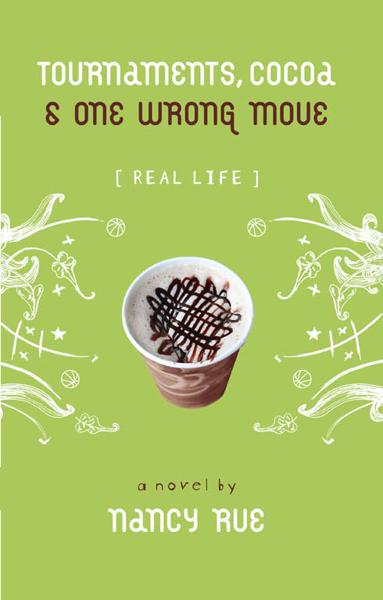 TOURNAMENTS, COCOA
& ONE WRONG MOVE
[ REAL LIFE ]
a novel by
NANCY RUE